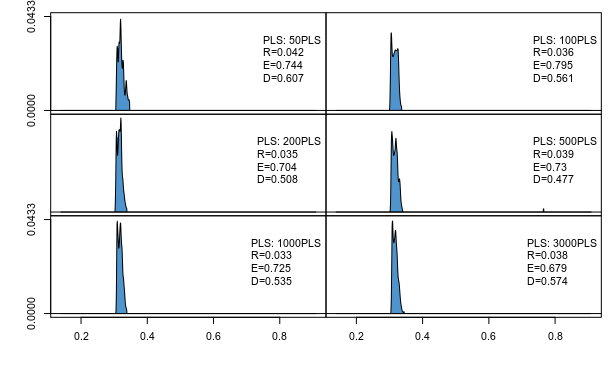 0.0433
0.0000
PLS: 50PLS
R=0.042
E=0.744
D=0.607
PLS: 100PLS
R=0.036
E=0.795
D=0.561
PLS: 200PLS
R=0.035
E=0.704
D=0.508
PLS: 500PLS
R=0.039
E=0.73
D=0.477
0.0433
0.0000
PLS: 1000PLS
R=0.033
E=0.725
D=0.535
PLS: 3000PLS
R=0.038
E=0.679
D=0.574
0.2 0.4 0.6 0.8 0.2 0.4 0.6 0.8